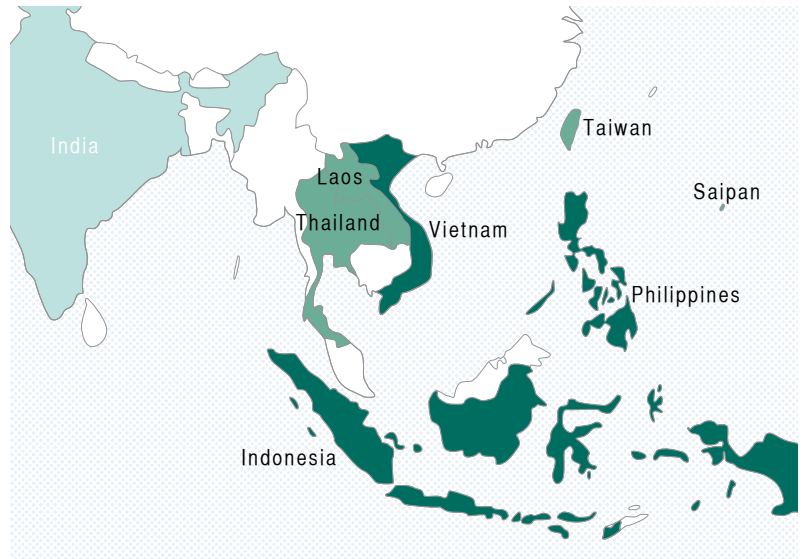 Taiwan
India
Laos
Saipan
Thailand
Vietnam
Philippines
Indonesia